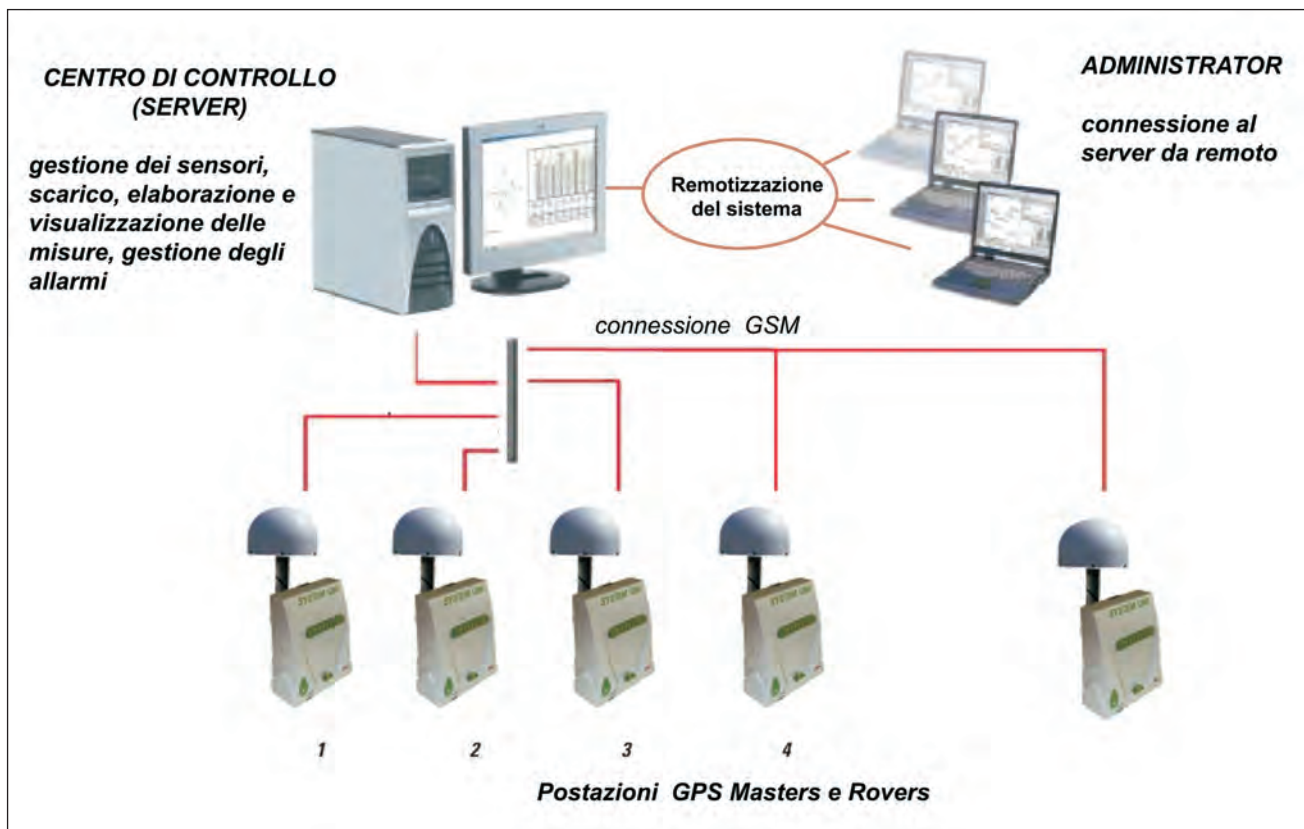 CENTRO DI CONTROLLO
(SERVER)
gestione dei sensori,
scarico, elaborazione e
visualizzazione delle
misure, gestione degli
allarmi
Remotizzazione
del sistema
ADMINISTRATOR
connessione al
server da remoto
connessione GSM
1
2
3
4
Postazioni GPS Masters e Rovers